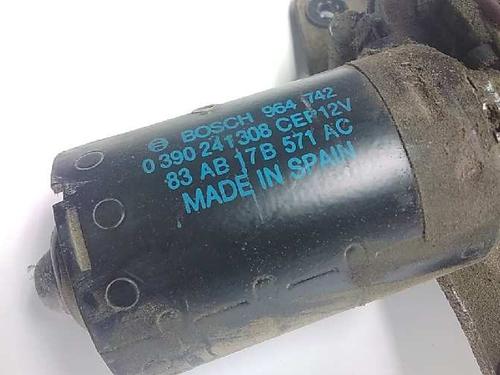 BOSCH 964 742
0 390 241 308 CEP 12V
83 AB 17B 571 AC
MADE IN SPAIN